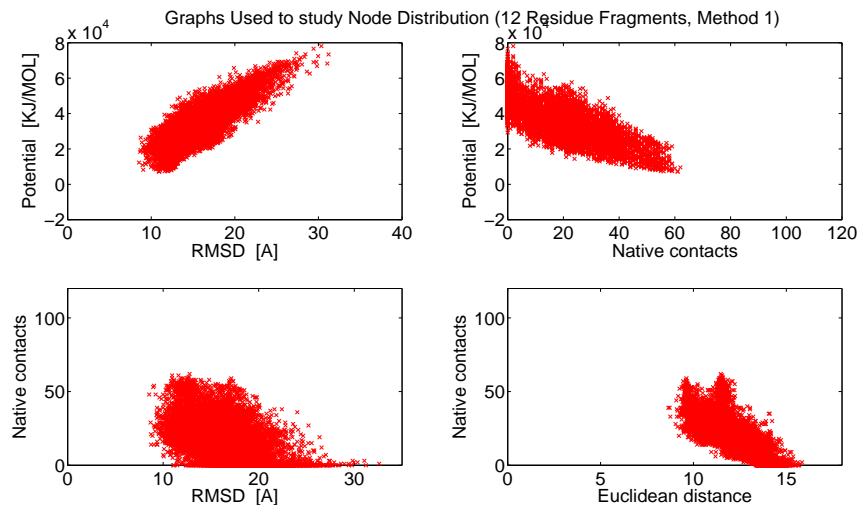 Graphs Used to study Node Distribution (12 Residue Fragments, Method 1)
x 10^4
8
6
4
2
0
−2
Potential [KJ/MOL]
0 10 20 30 40
RMSD [A]
x 10^4
8
6
4
2
0
−2
Potential [KJ/MOL]
0 20 40 60 80 100 120
Native contacts
100
50
0
Native contacts
0 10 20 30
RMSD [A]
100
50
0
Native contacts
0 5 10 15
Euclidean distance